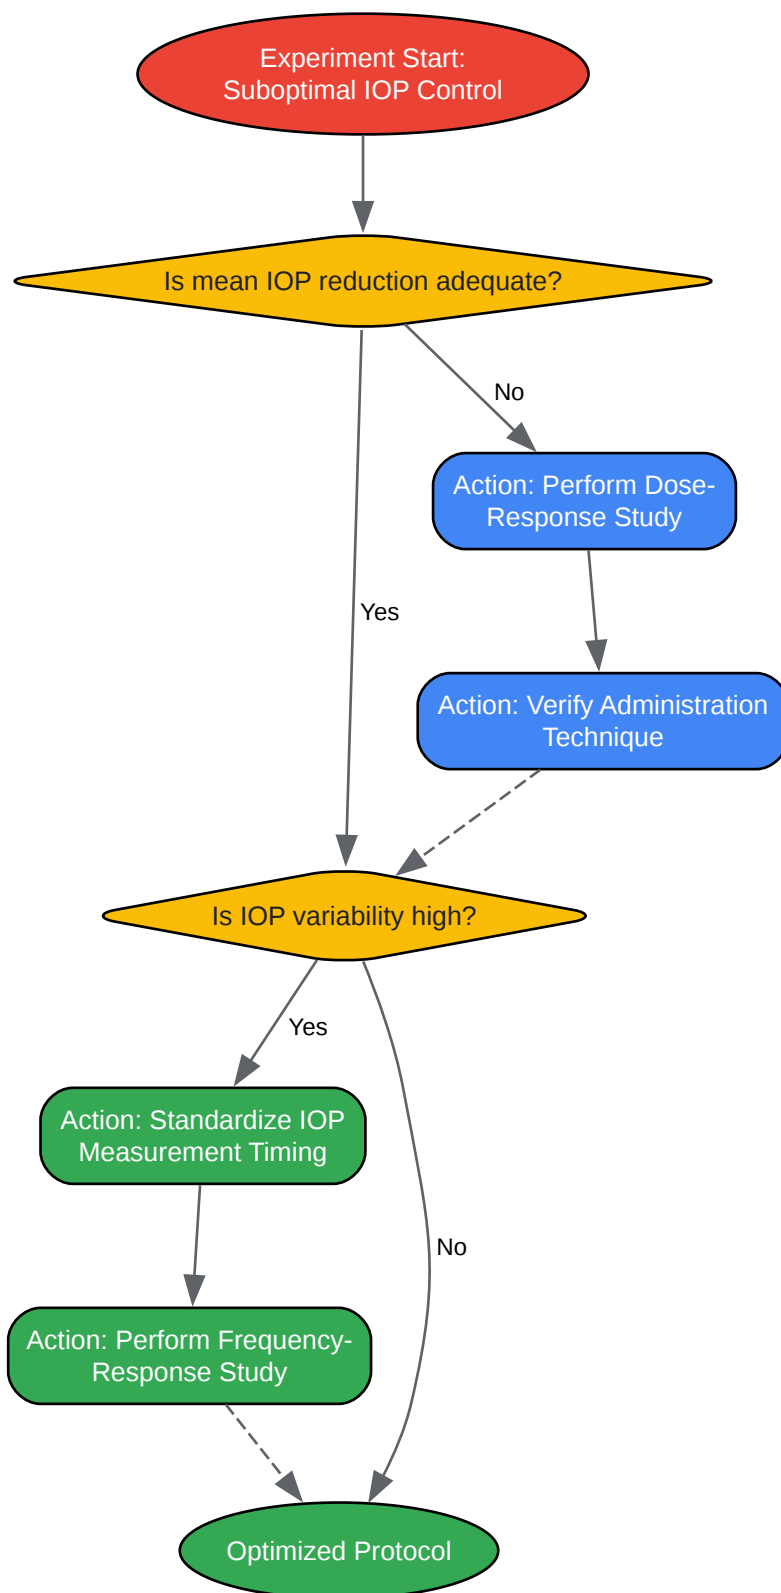 Experiment Start:
Suboptimal IOP Control
Is mean IOP reduction adequate?
No
Action: Perform Dose-
Response Study
Yes
Action: Verify Administration
Technique
Is IOP variability high?
Yes
Action: Standardize IOP
Measurement Timing
No
Action: Perform Frequency-
Response Study
Optimized Protocol